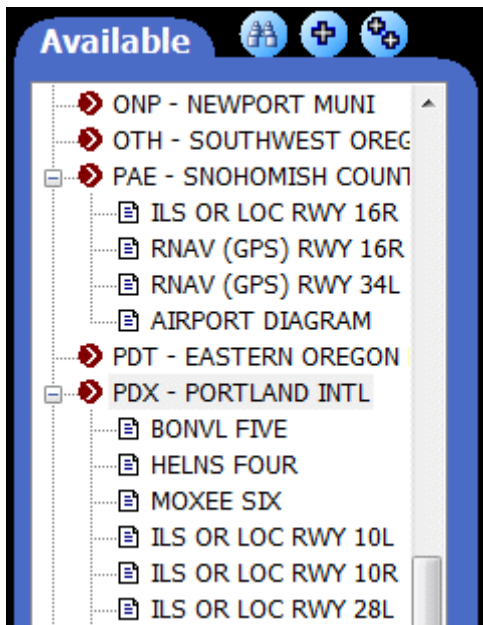 Available
ONP - NEWPORT MUNI
OTH - SOUTHWEST OREG
PAE - SNOHOMISH COUNT
ILS OR LOC RWY 16R
RNAV (GPS) RWY 16R
RNAV (GPS) RWY 34L
AIRPORT DIAGRAM
PDT - EASTERN OREGON
PDX - PORTLAND INTL
BONVL FIVE
HELNS FOUR
MOXEE SIX
ILS OR LOC RWY 10L
ILS OR LOC RWY 10R
ILS OR LOC RWY 28L